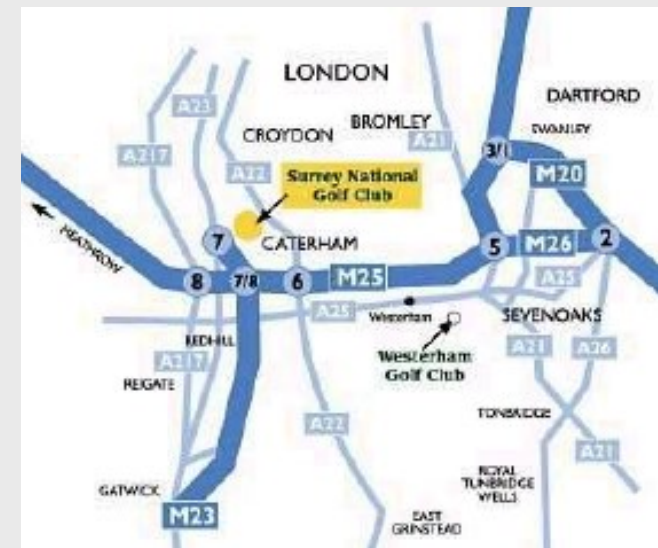 LONDON
DARTFORD
A23
BROMLEY
SWANLEY
CROYDON
A21
A217
3/1
A22
M20
Surrey National
Golf Club
HEATHROW
7
CATERHAM
5
M26
2
8
7/8
6
M25
A25
A25
Westerham
SEVENOAKS
REDHILL
A217
Westerham
Golf Club
A21
A26
REIGATE
TONBRIDGE
A22
A21
ROYAL
TUNBRIDGE
WELLS
GATWICK
M23
EAST
GRINSTEAD